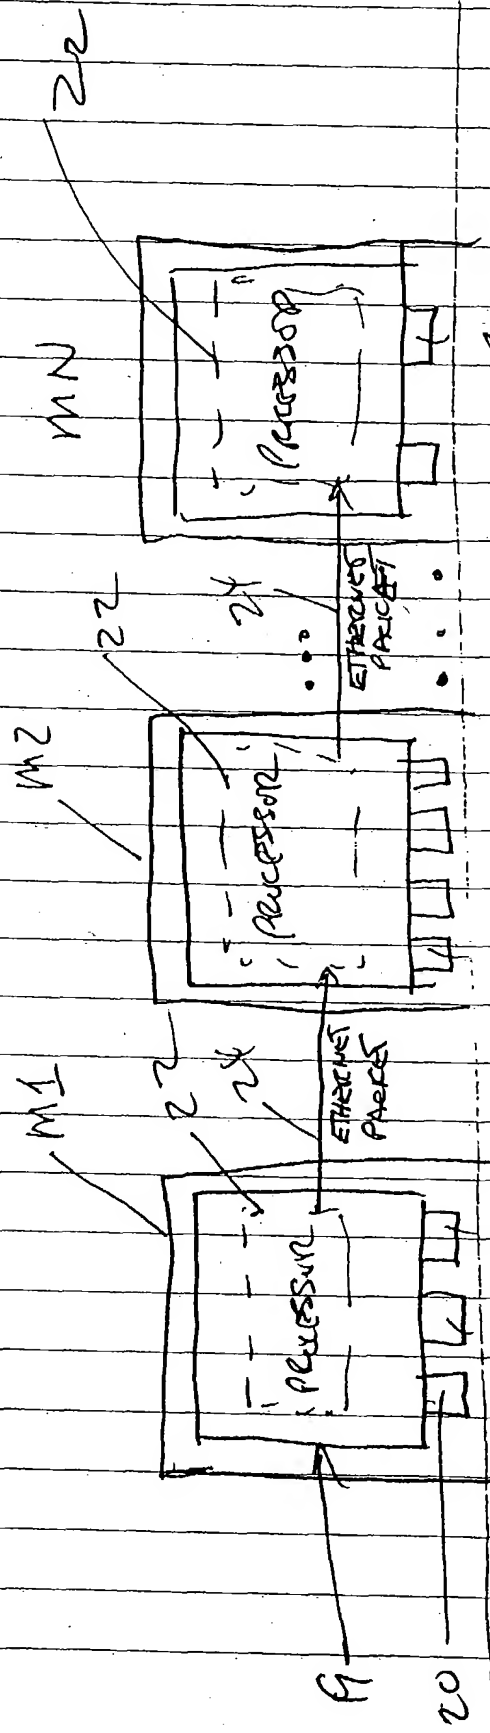 M1
M2
MN
22
22
22
24
24
PROCESSOR
PROCESSOR
PROCESSOR
ETHERNET
PACKET
ETHERNET
PACKET
20